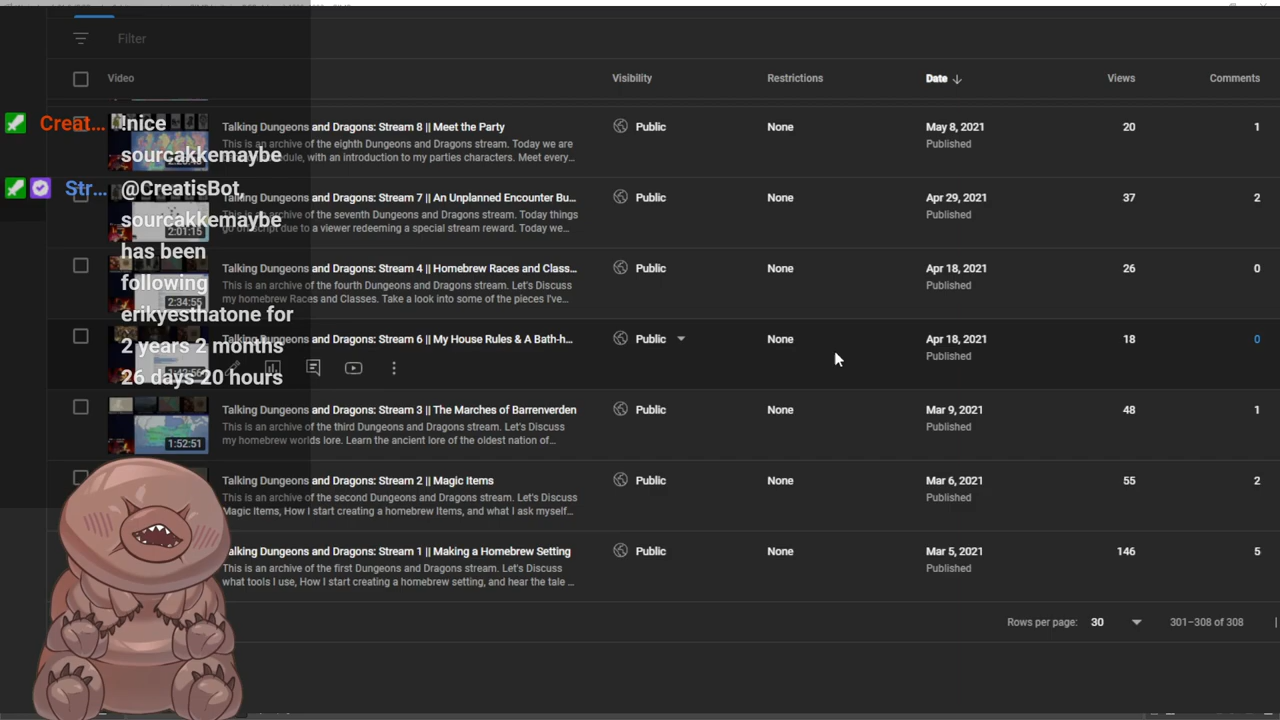 Filter
Video
Visibility
Restrictions
Date
Views
Comments
Creat... !nice
sourcakkemaybe
Str... @CreatisBot,
sourcakkemaybe
has been
following
erikyesthatone for
2 years 2 months
26 days 20 hours
Talking Dungeons and Dragons: Stream 8 || Meet the Party
This is an archive of the eighth Dungeons and Dragons stream. Today we are
with an introduction to my parties characters. Meet every...
Public
None
May 8, 2021
Published
20
1
2:01:15
Talking Dungeons and Dragons: Stream 7 || An Unplanned Encounter Bu...
This is an archive of the seventh Dungeons and Dragons stream. Today things
go off script due to a viewer redeeming a special stream reward. Today we...
Public
None
Apr 29, 2021
Published
37
2
2:34:55
Talking Dungeons and Dragons: Stream 4 || Homebrew Races and Class...
This is an archive of the fourth Dungeons and Dragons stream. Let's Discuss
my homebrew Races and Classes. Take a look into some of the pieces I've...
Public
None
Apr 18, 2021
Published
26
0
Talking Dungeons and Dragons: Stream 6 || My House Rules & A Bath-h...
Public
None
Apr 18, 2021
Published
18
0
1:52:51
Talking Dungeons and Dragons: Stream 3 || The Marches of Barrenverden
This is an archive of the third Dungeons and Dragons stream. Let's Discuss
my homebrew worlds lore. Learn the ancient lore of the oldest nation of...
Public
None
Mar 9, 2021
Published
48
1
Talking Dungeons and Dragons: Stream 2 || Magic Items
This is an archive of the second Dungeons and Dragons stream. Let's Discuss
Magic Items, How I start creating a homebrew Items, and what I ask myself...
Public
None
Mar 6, 2021
Published
55
2
Talking Dungeons and Dragons: Stream 1 || Making a Homebrew Setting
This is an archive of the first Dungeons and Dragons stream. Let's Discuss
what tools I use, How I start creating a homebrew setting, and hear the tale ...
Public
None
Mar 5, 2021
Published
146
5
Rows per page: 30
301–308 of 308